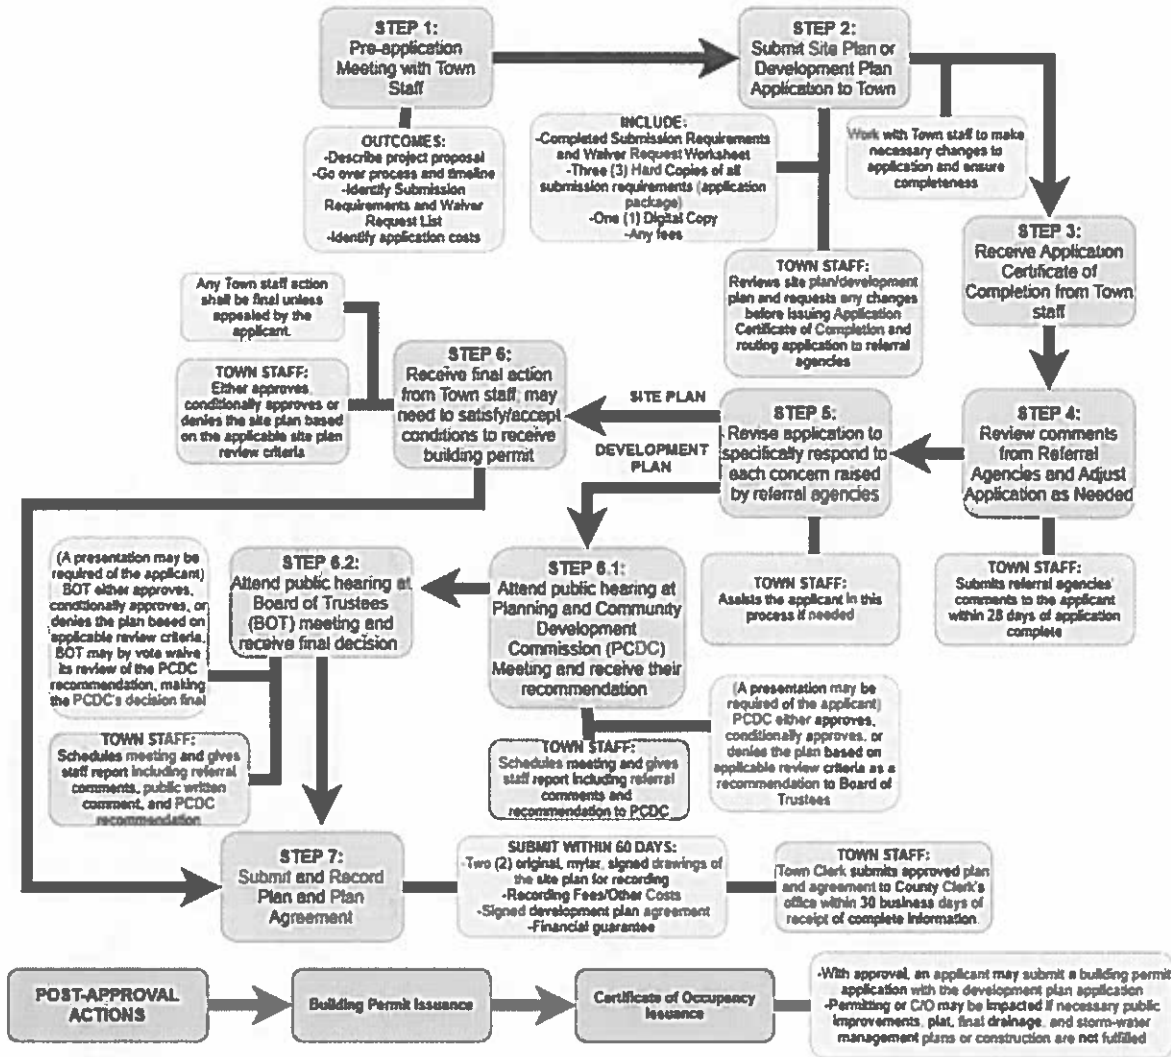 STEP 1:
Pre-application
Meeting with Town
Staff
STEP 2:
Submit Site Plan or
Development Plan
Application to Town
OUTCOMES:
-Describe project proposal
-Go over process and timeline
-Identify Submission
Requirements and Waiver
Request List
-Identify application costs
INCLUDE:
-Completed Submission Requirements
and Waiver Request Worksheet
-Three (3) Hard Copies of all
submission requirements (application
package)
-One (1) Digital Copy
-Any fees
Work with Town staff to make
necessary changes to
application and ensure
completeness
TOWN STAFF:
Reviews site plan/development
plan and requests any changes
before issuing Application
Certificate of Completion and
routing application to referral
agencies
STEP 3:
Receive Application
Certificate of
Completion from Town
staff
Any Town staff action
shall be final unless
appealed by the
applicant.
TOWN STAFF:
Either approves,
conditionally approves or
denies the site plan based
on the applicable site plan
review criteria
STEP 6:
Receive final action
from Town staff, may
need to satisfy/accept
conditions to receive
building permit
SITE PLAN
DEVELOPMENT
PLAN
STEP 5:
Revise application to
specifically respond to
each concern raised
by referral agencies
STEP 4:
Review comments
from Referral
Agencies and Adjust
Application as Needed
TOWN STAFF:
Assists the applicant in this
process if needed
TOWN STAFF:
Submits referral agencies'
comments to the applicant
within 28 days of application
complete
(A presentation may be
required of the applicant)
BOT either approves,
conditionally approves, or
denies the plan based on
applicable review criteria.
BOT may by vote waive
its review of the PCDC
recommendation, making
the PCDC's decision final
STEP 6.2:
Attend public hearing at
Board of Trustees
(BOT) meeting and
receive final decision
STEP 6.1:
Attend public hearing at
Planning and Community
Development
Commission (PCDC)
Meeting and receive their
recommendation
TOWN STAFF:
Schedules meeting and gives
staff report including referral
comments, public written
comment, and PCDC
recommendation
TOWN STAFF:
Schedules meeting and gives
staff report including referral
comments and
recommendation to PCDC
(A presentation may be
required of the applicant)
PCDC either approves,
conditionally approves, or
denies the plan based on
applicable review criteria as a
recommendation to Board of
Trustees
STEP 7:
Submit and Record
Plan and Plan
Agreement
SUBMIT WITHIN 60 DAYS:
-Two (2) original, mylar, signed drawings of
the site plan for recording
-Recording Fees/Other Costs
-Signed development plan agreement
-Financial guarantee
TOWN STAFF:
Town Clerk submits approved plan
and agreement to County Clerk's
office within 30 business days of
receipt of complete information.
POST-APPROVAL
ACTIONS
Building Permit Issuance
Certificate of Occupancy
Issuance
-With approval, an applicant may submit a building permit
application with the development plan application
-Permitting or C/O may be impacted if necessary public
improvements, plat, final drainage, and storm-water
management plans or construction are not fulfilled